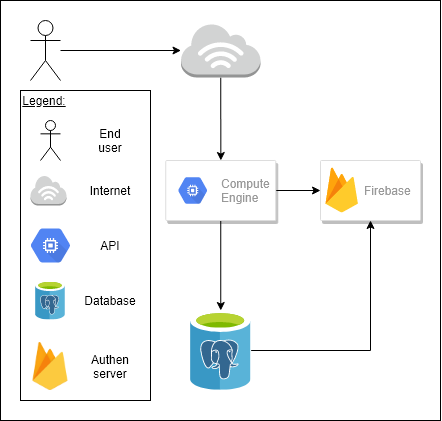 Legend:
End
user
Internet
API
Database
Authen
server
Compute
Engine
Firebase